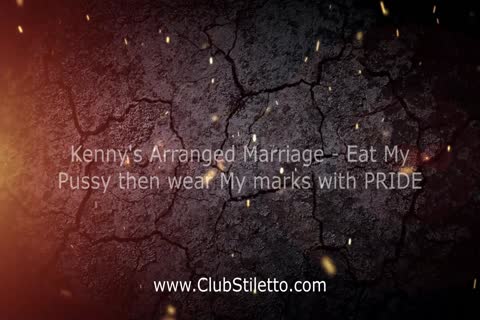 Kenny's Arranged Marriage - Eat My
Pussy then wear My marks with PRIDE
www.ClubStiletto.com